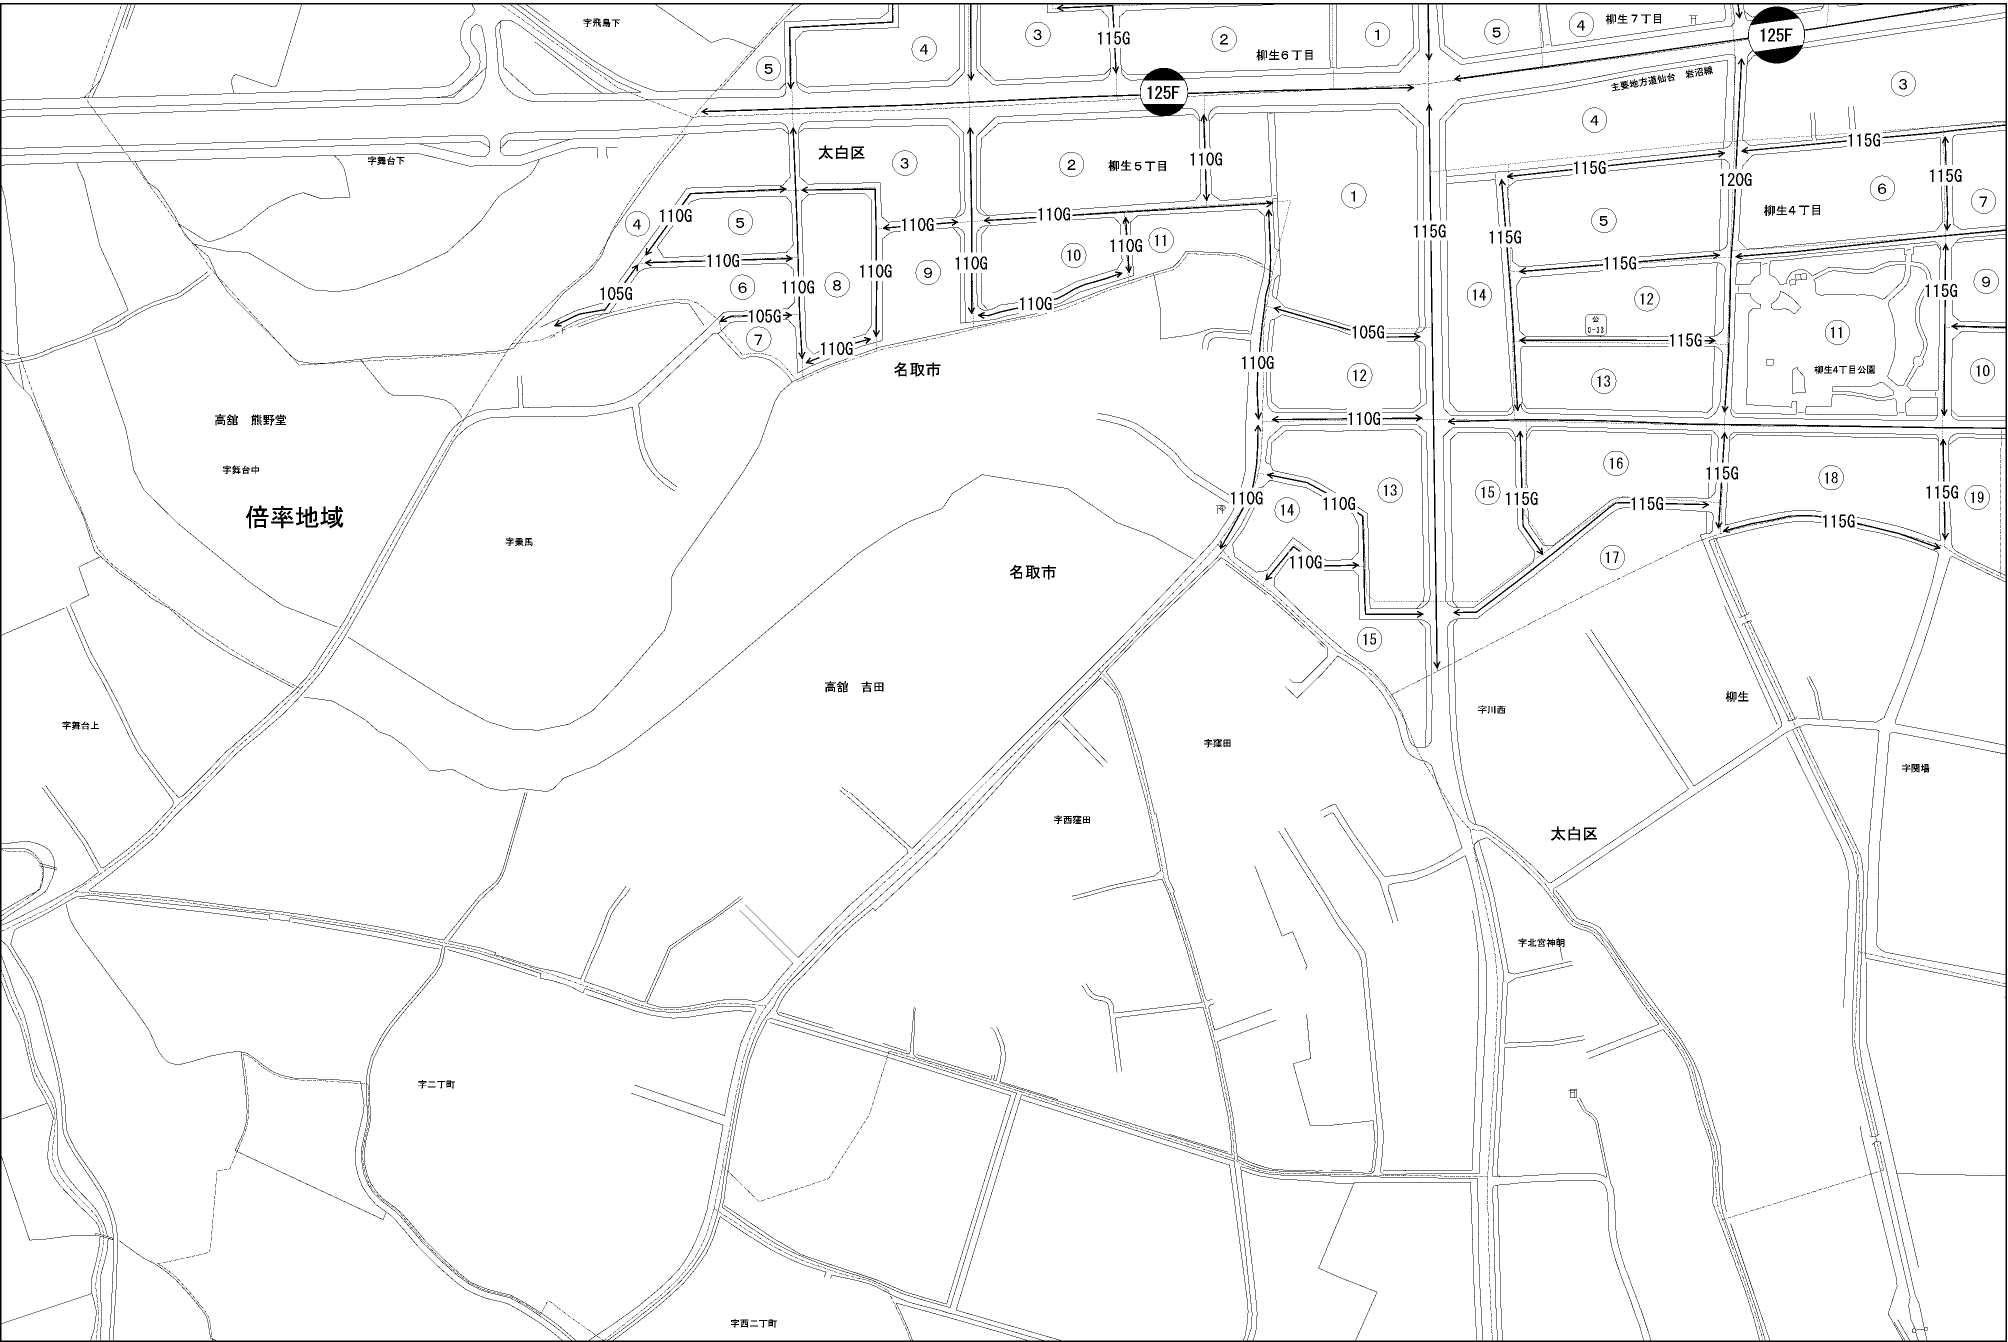 字飛鳥下
④
③
115G
②
①
柳生６丁目
⑤
⑤
④
柳生７丁目
125F
125F
主要地方道仙台　岩沼線
③
④
字舞台下
太白区
③
②
柳生５丁目
110G
①
115G
115G
120G
115G
⑥
⑦
柳生４丁目
④
110G
⑤
110G
110G
110G
⑪
⑩
115G
115G
⑤
110G
110G
110G
110G
⑨
⑧
105G
⑥
110G
110G
105G
⑦
110G
115G
⑭
⑫
公
0-33
115G
115G
⑨
⑪
105G
110G
⑫
⑬
柳生4丁目公園
⑩
名取市
高舘　熊野堂
字舞台中
倍率地域
110G
110G
⑭
110G
⑬
110G
⑮
115G
⑯
115G
115G
⑱
115G
115G
⑲
⑰
字乗馬
名取市
⑮
高舘　吉田
字舞台上
字川西
柳生
字窪田
字関場
字西窪田
太白区
字北宮神明
字二丁町
字西二丁町